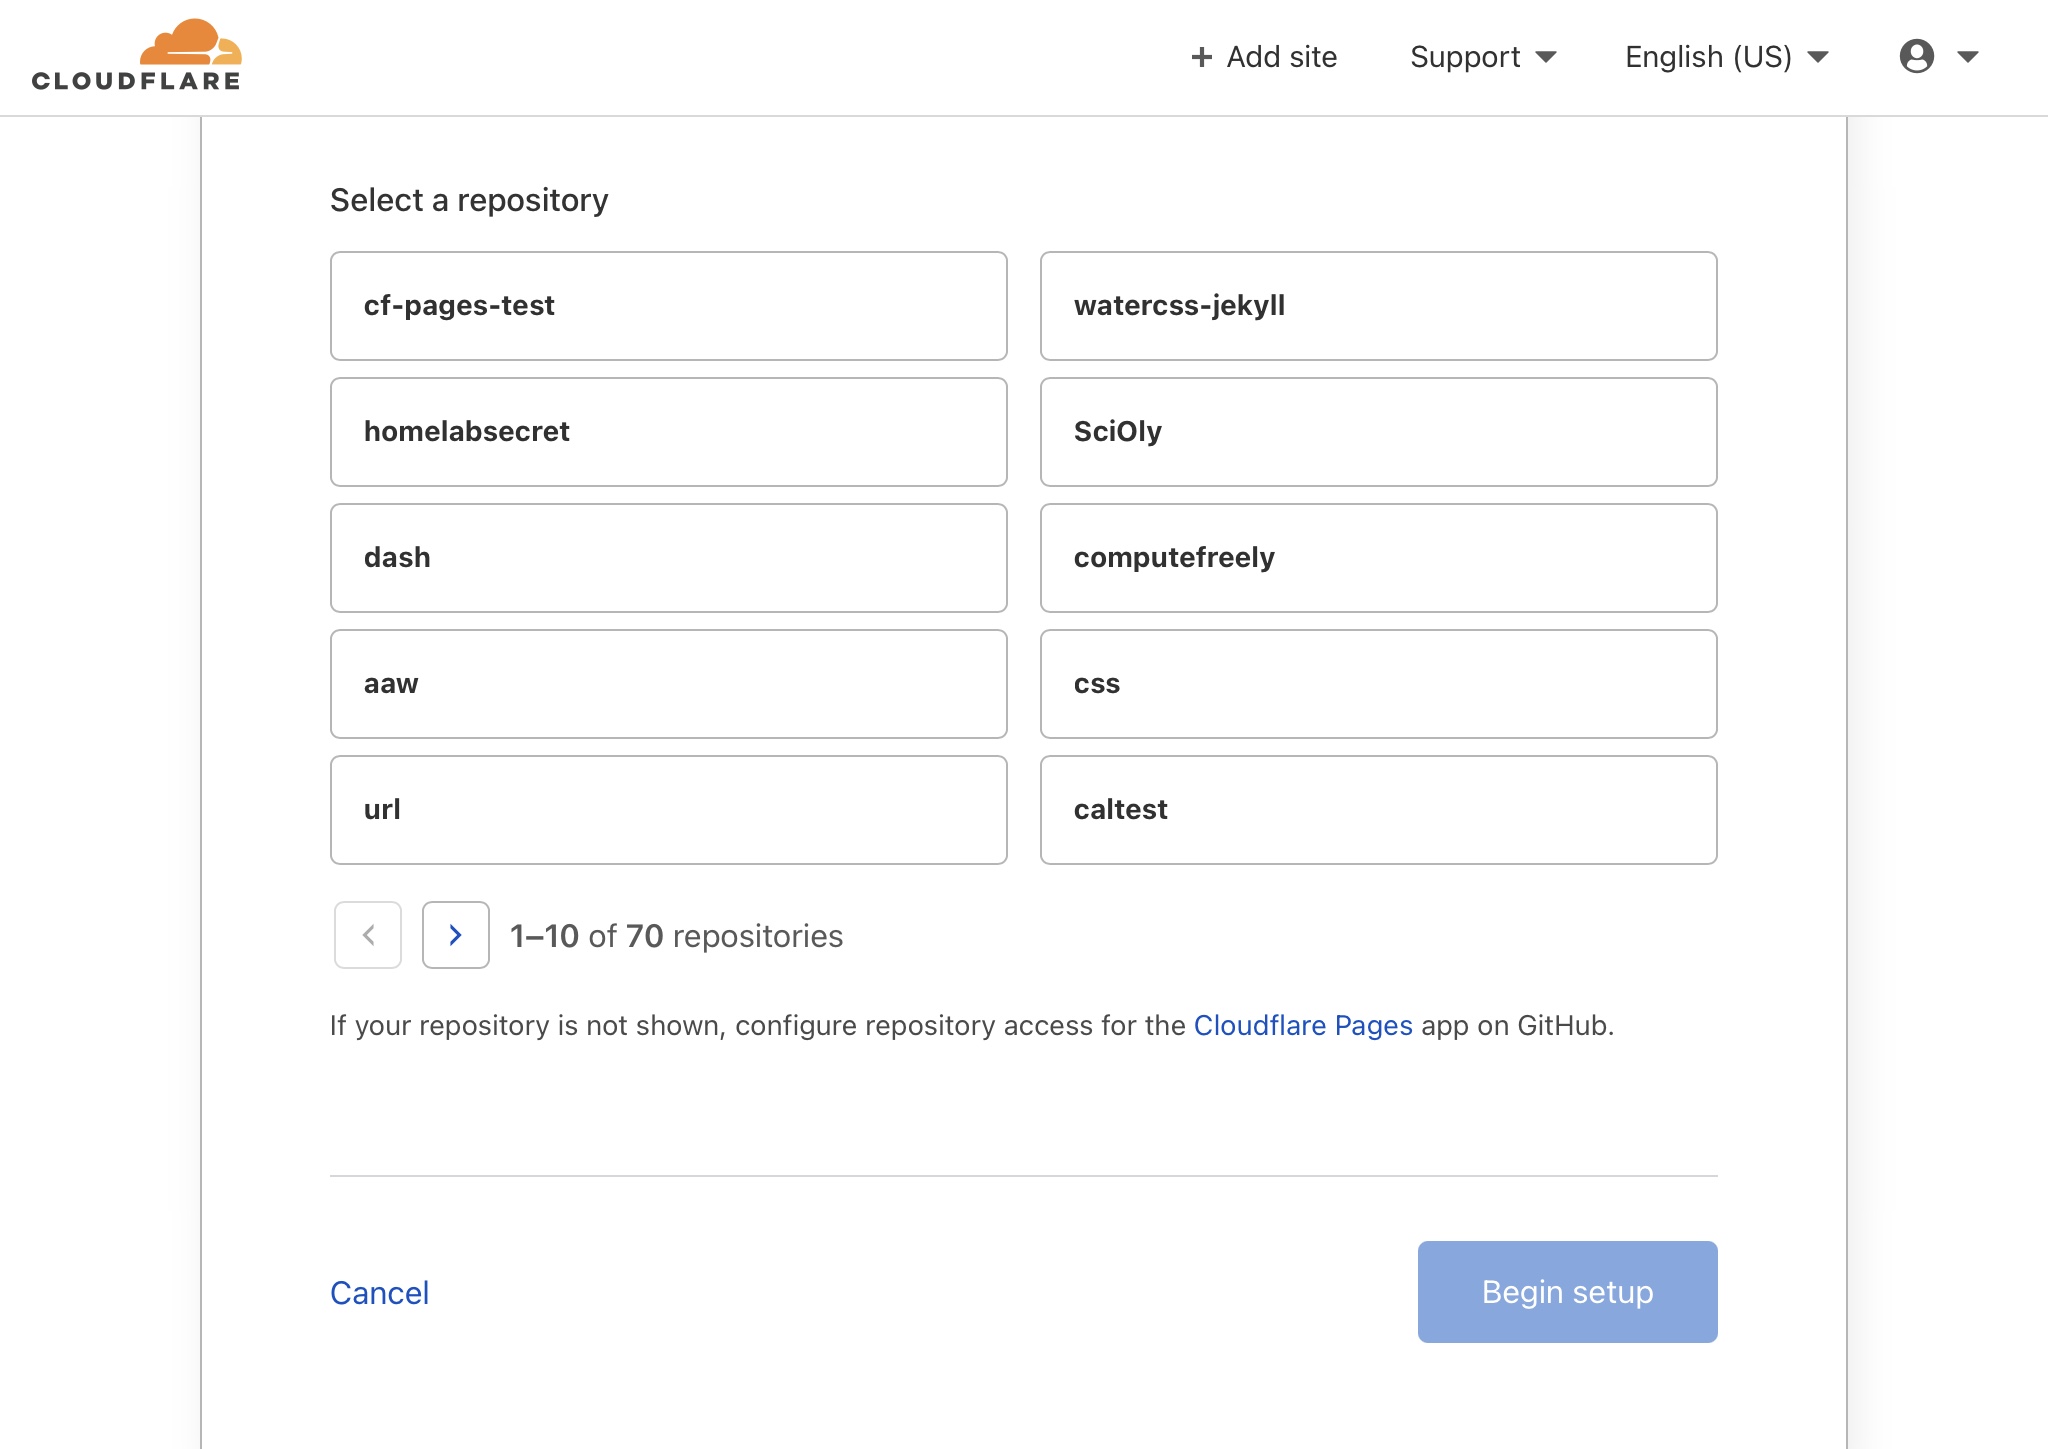 CLOUDFLARE
+ Add site
Support
English (US)
Select a repository
cf-pages-test
watercss-jekyll
homelabsecret
SciOly
dash
computefreely
aaw
css
url
caltest
1–10 of 70 repositories
If your repository is not shown, configure repository access for the Cloudflare Pages app on GitHub.
Cancel
Begin setup